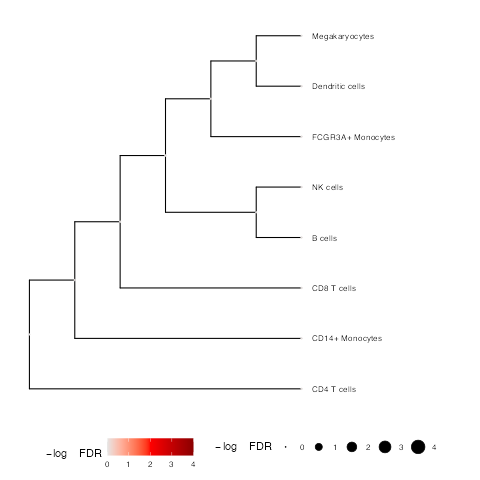 Megakaryocytes
Dendritic cells
FCGR3A+ Monocytes
NK cells
B cells
CD8 T cells
CD14+ Monocytes
CD4 T cells
−log FDR
0 1 2 3 4
−log FDR 0 1 2 3 4